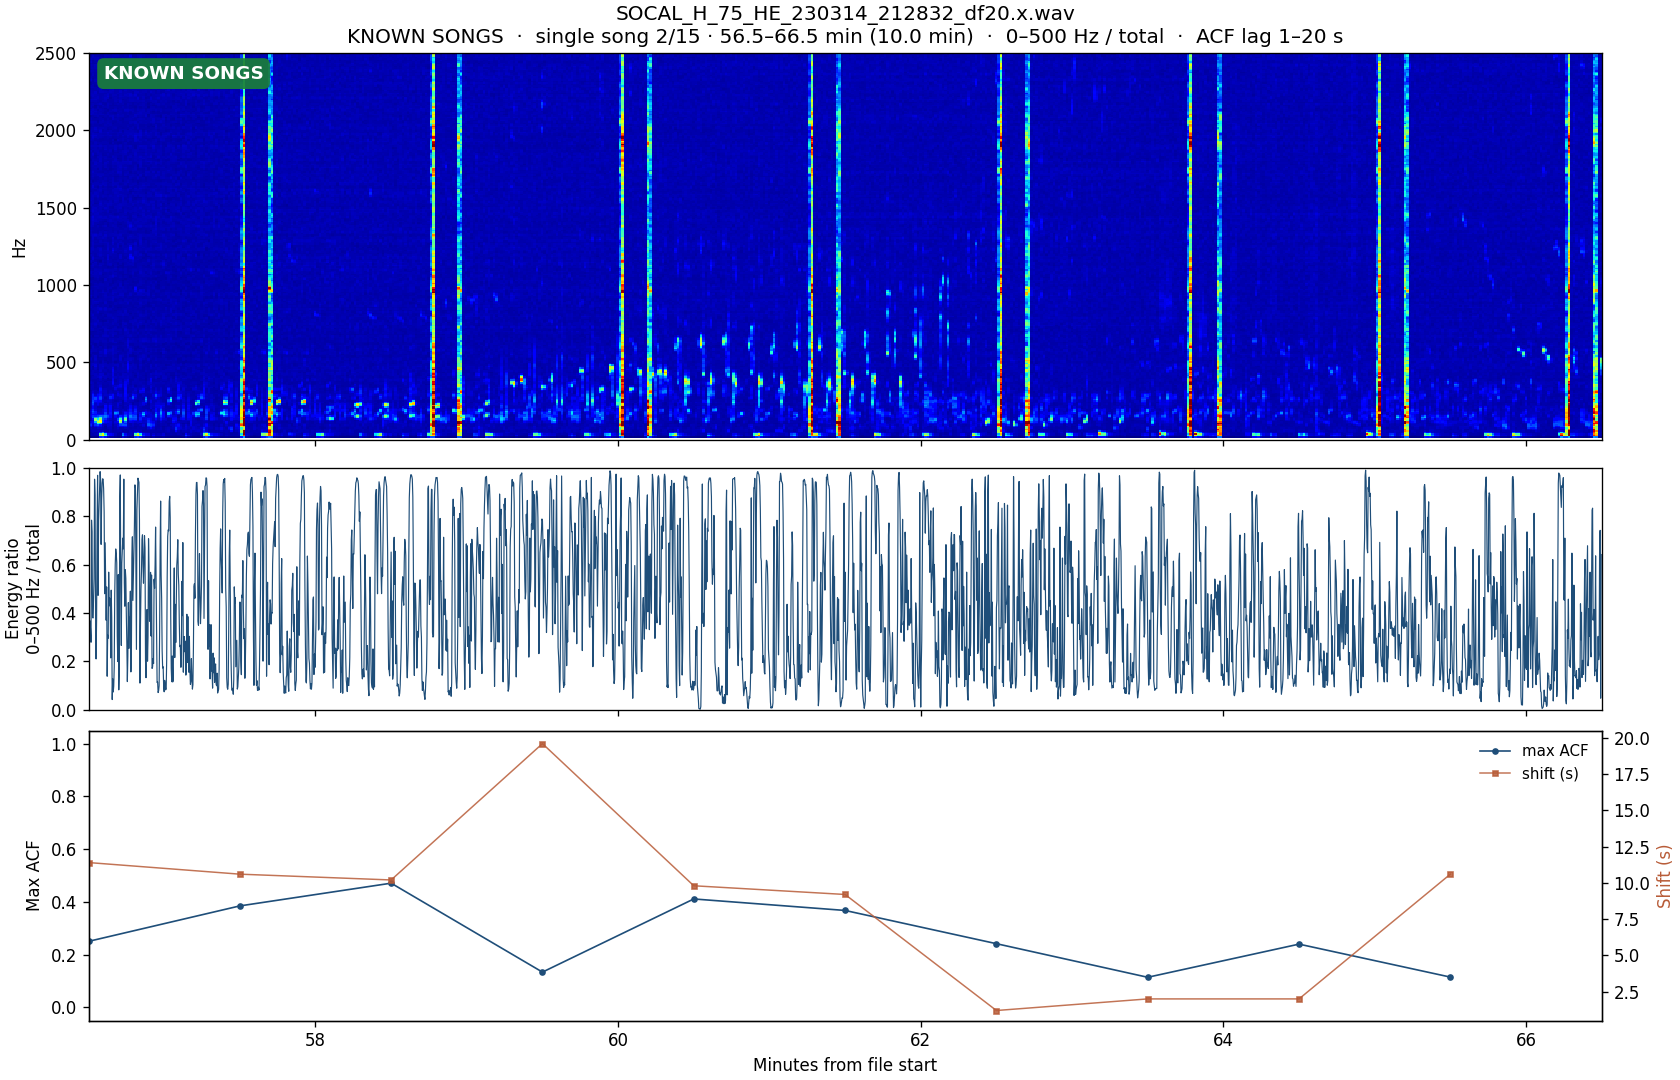 SOCAL_H_75_HE_230314_212832_df20.x.wav
KNOWN SONGS · single song 2/15 · 56.5–66.5 min (10.0 min) · 0–500 Hz / total · ACF lag 1–20 s
KNOWN SONGS
2500
2000
1500
1000
500
0
Hz
1.0
0.8
0.6
0.4
0.2
0.0
Energy ratio
0–500 Hz / total
1.0
0.8
0.6
0.4
0.2
0.0
Max ACF
max ACF
shift (s)
20.0
17.5
15.0
12.5
10.0
7.5
5.0
2.5
Shift (s)
58
60
62
64
66
Minutes from file start